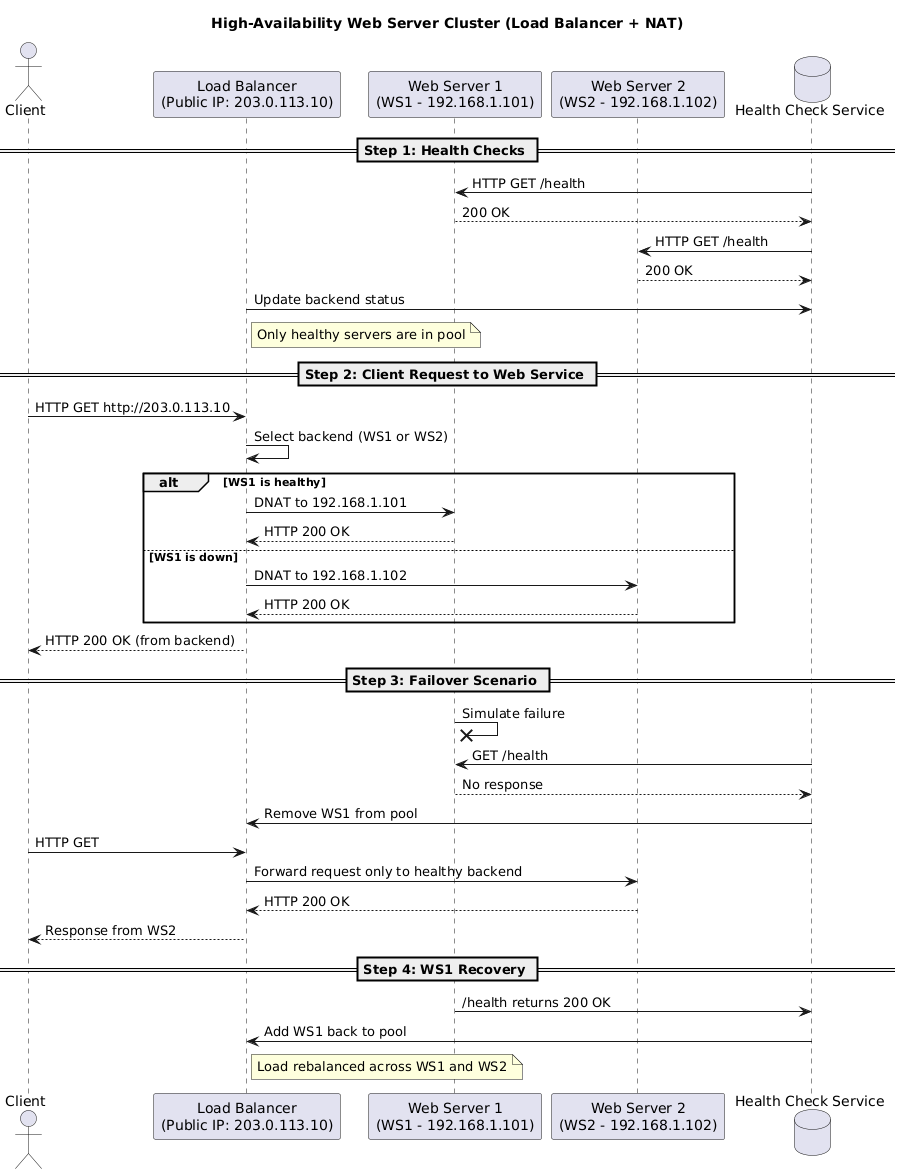 High-Availability Web Server Cluster (Load Balancer + NAT)
Client
Load Balancer
(Public IP: 203.0.113.10)
Web Server 1
(WS1 - 192.168.1.101)
Web Server 2
(WS2 - 192.168.1.102)
Health Check Service
Step 1: Health Checks
HTTP GET /health
200 OK
HTTP GET /health
200 OK
Update backend status
Only healthy servers are in pool
Step 2: Client Request to Web Service
HTTP GET http://203.0.113.10
Select backend (WS1 or WS2)
alt
[WS1 is healthy]
DNAT to 192.168.1.101
HTTP 200 OK
[WS1 is down]
DNAT to 192.168.1.102
HTTP 200 OK
HTTP 200 OK (from backend)
Step 3: Failover Scenario
Simulate failure
GET /health
No response
Remove WS1 from pool
HTTP GET
Forward request only to healthy backend
HTTP 200 OK
Response from WS2
Step 4: WS1 Recovery
/health returns 200 OK
Add WS1 back to pool
Load rebalanced across WS1 and WS2
Client
Load Balancer
(Public IP: 203.0.113.10)
Web Server 1
(WS1 - 192.168.1.101)
Web Server 2
(WS2 - 192.168.1.102)
Health Check Service